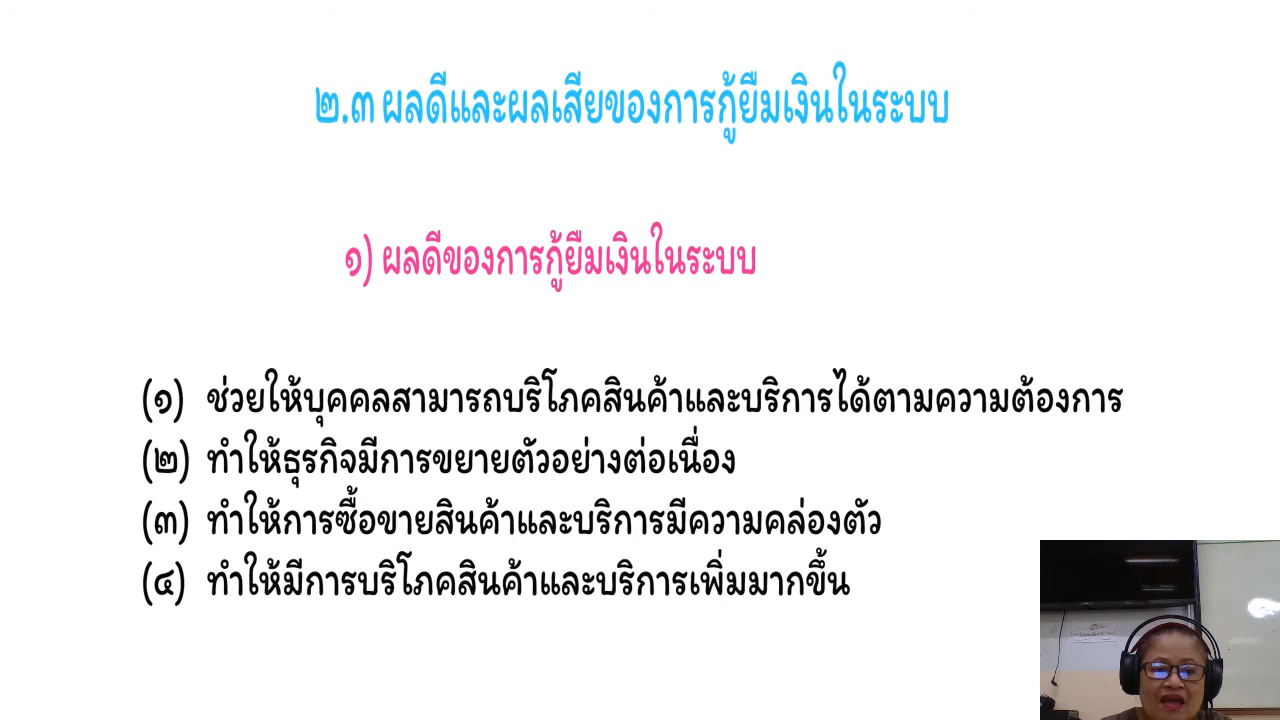 ๒.๓ ผลดีและผลเสียของการกู้ยืมเงินในระบบ
๑) ผลดีของการกู้ยืมเงินในระบบ
(๑) ช่วยให้บุคคลสามารถบริโภคสินค้าและบริการได้ตามความต้องการ
(๒) ทำให้ธุรกิจมีการขยายตัวอย่างต่อเนื่อง
(๓) ทำให้การซื้อขายสินค้าและบริการมีความคล่องตัว
(๔) ทำให้มีการบริโภคสินค้าและบริการเพิ่มมากขึ้น